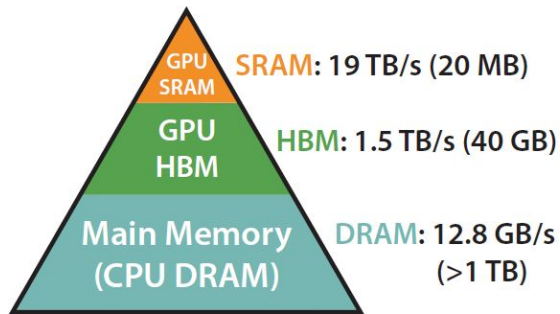 GPU
SRAM
SRAM: 19 TB/s (20 MB)
GPU
HBM
HBM: 1.5 TB/s (40 GB)
Main Memory
(CPU DRAM)
DRAM: 12.8 GB/s
(>1 TB)